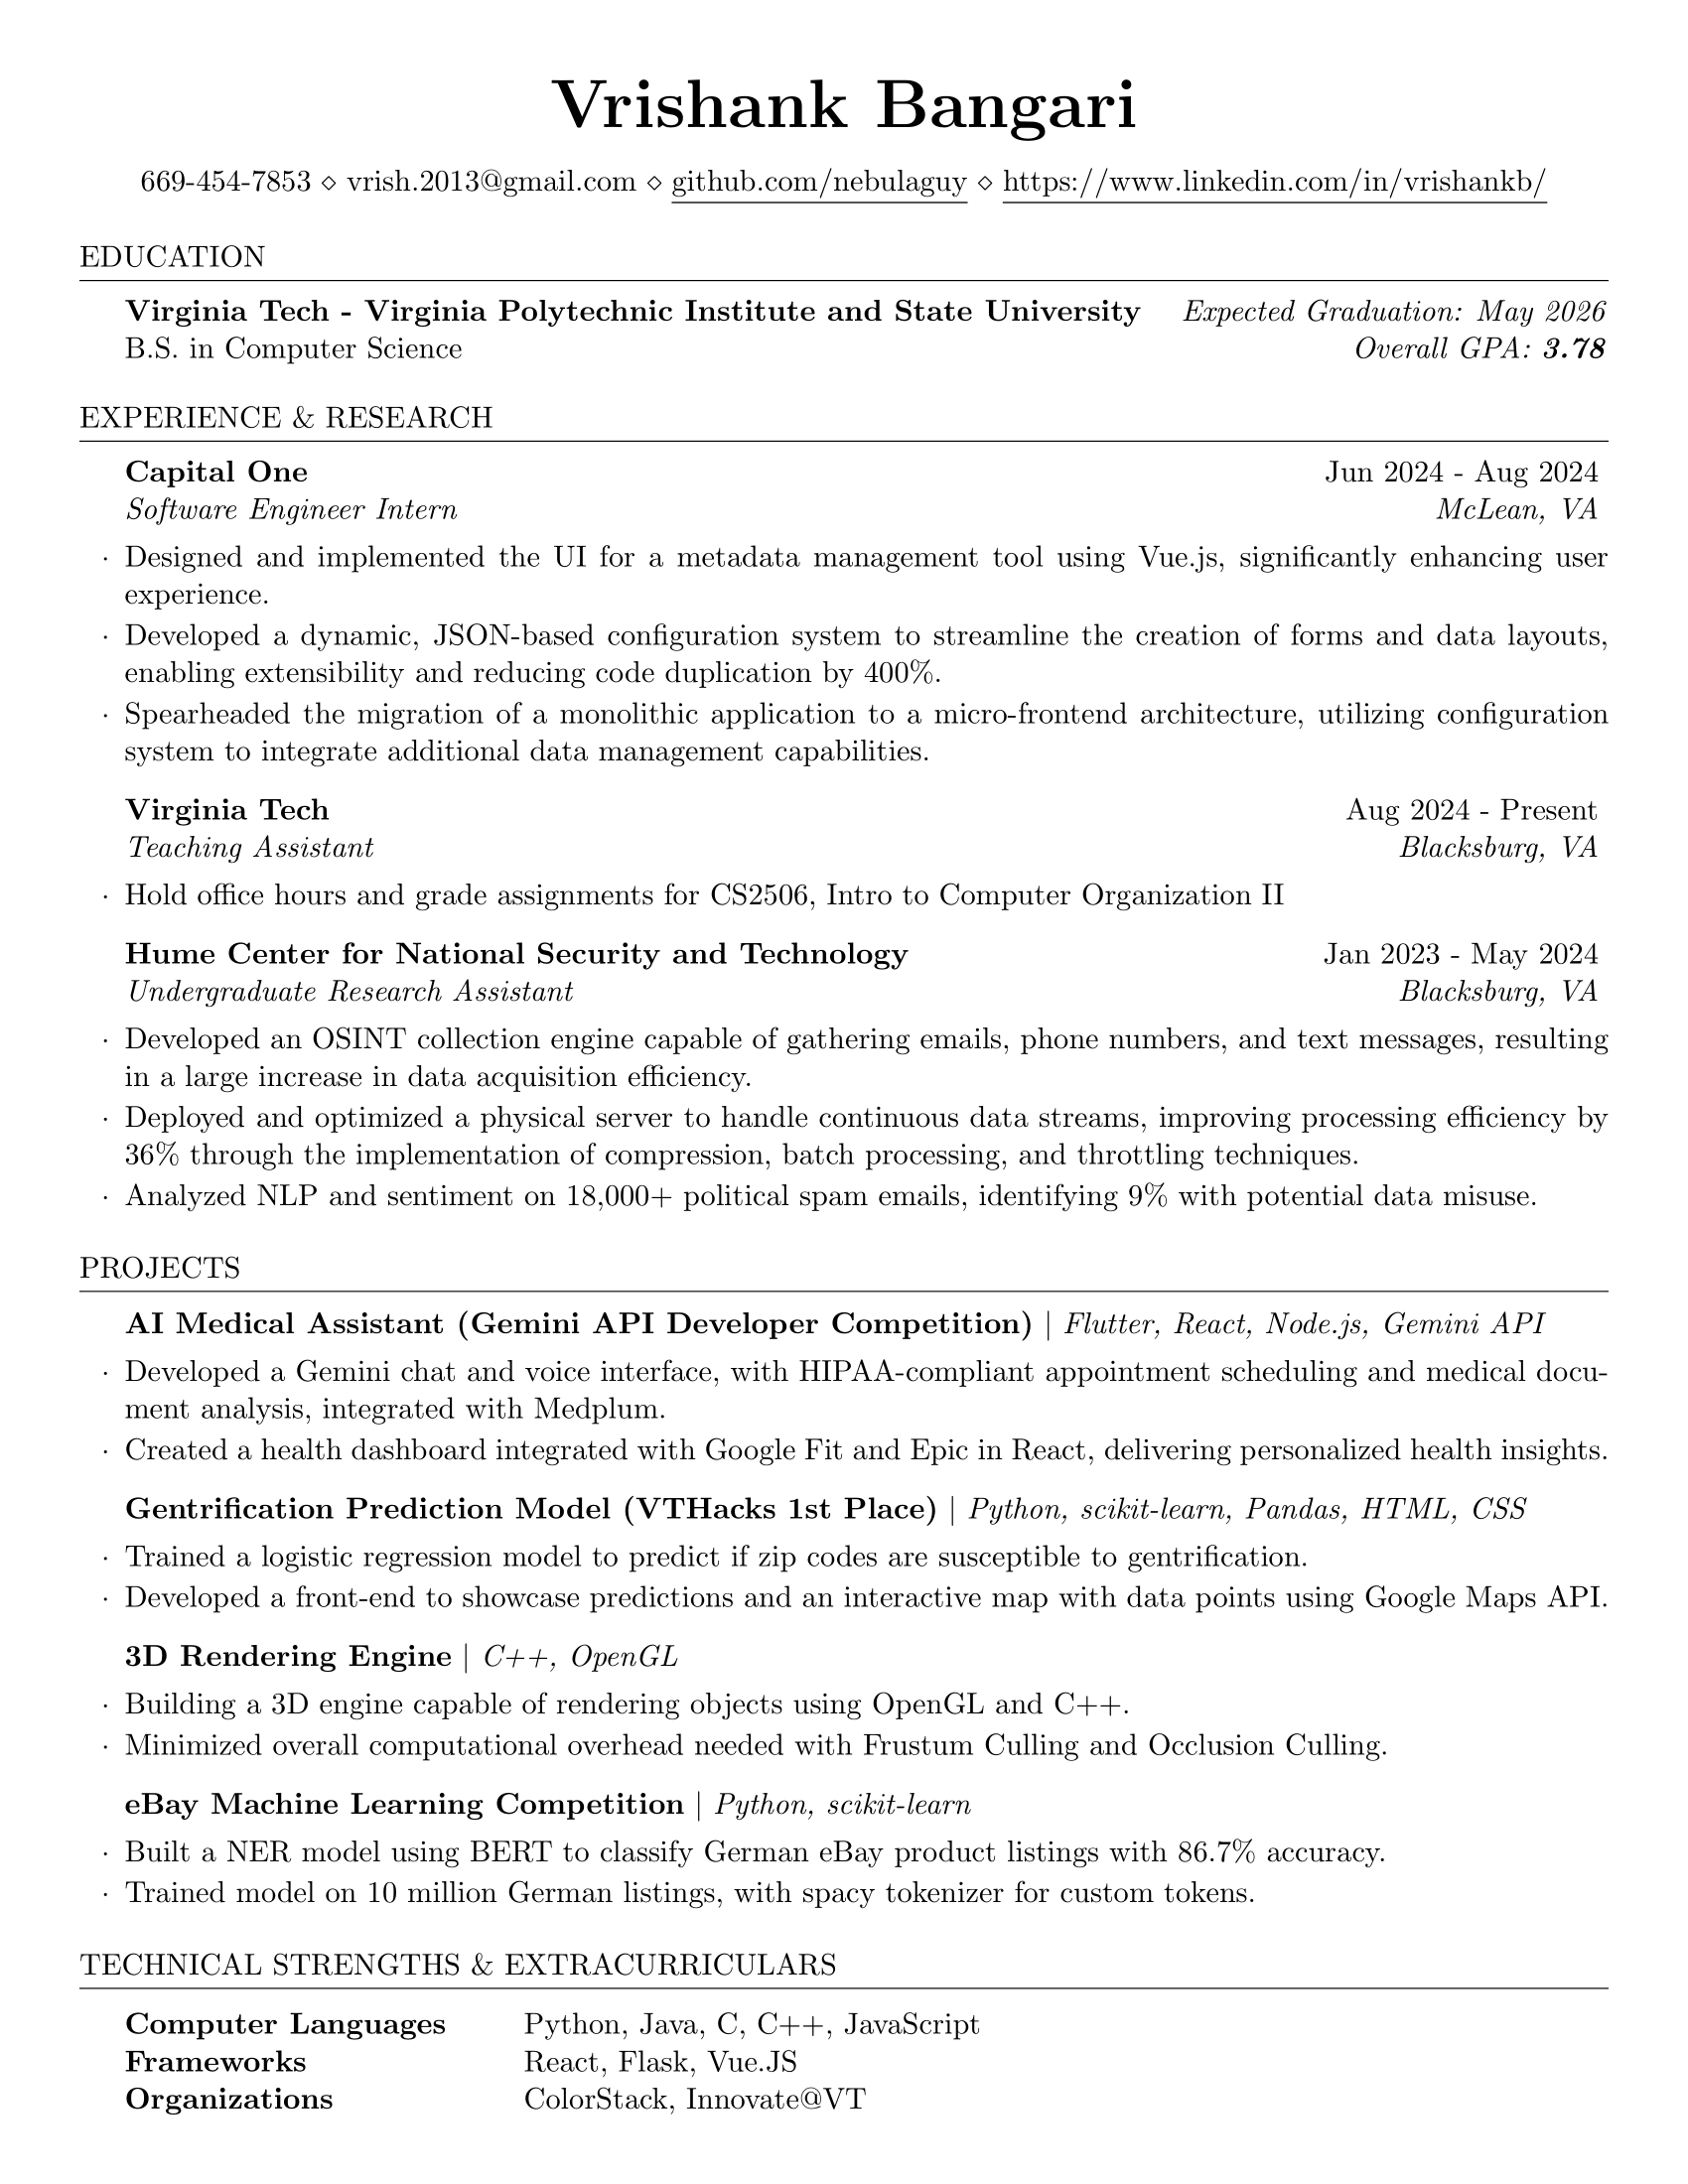 Vrishank Bangari
669-454-7853 ⋄ vrish.2013@gmail.com ⋄ github.com/nebulaguy ⋄ https://www.linkedin.com/in/vrishankb/
EDUCATION
Virginia Tech - Virginia Polytechnic Institute and State University Expected Graduation: May 2026
B.S. in Computer Science Overall GPA: 3.78
EXPERIENCE & RESEARCH
Capital One Jun 2024 - Aug 2024
Software Engineer Intern McLean, VA
· Designed and implemented the UI for a metadata management tool using Vue.js, significantly enhancing user
experience.
· Developed a dynamic, JSON-based configuration system to streamline the creation of forms and data layouts,
enabling extensibility and reducing code duplication by 400%.
· Spearheaded the migration of a monolithic application to a micro-frontend architecture, utilizing configuration
system to integrate additional data management capabilities.
Virginia Tech Aug 2024 - Present
Teaching Assistant Blacksburg, VA
· Hold office hours and grade assignments for CS2506, Intro to Computer Organization II
Hume Center for National Security and Technology Jan 2023 - May 2024
Undergraduate Research Assistant Blacksburg, VA
· Developed an OSINT collection engine capable of gathering emails, phone numbers, and text messages, resulting
in a large increase in data acquisition efficiency.
· Deployed and optimized a physical server to handle continuous data streams, improving processing efficiency by
36% through the implementation of compression, batch processing, and throttling techniques.
· Analyzed NLP and sentiment on 18,000+ political spam emails, identifying 9% with potential data misuse.
PROJECTS
AI Medical Assistant (Gemini API Developer Competition) | Flutter, React, Node.js, Gemini API
· Developed a Gemini chat and voice interface, with HIPAA-compliant appointment scheduling and medical docu-
ment analysis, integrated with Medplum.
· Created a health dashboard integrated with Google Fit and Epic in React, delivering personalized health insights.
Gentrification Prediction Model (VTHacks 1st Place) | Python, scikit-learn, Pandas, HTML, CSS
· Trained a logistic regression model to predict if zip codes are susceptible to gentrification.
· Developed a front-end to showcase predictions and an interactive map with data points using Google Maps API.
3D Rendering Engine | C++, OpenGL
· Building a 3D engine capable of rendering objects using OpenGL and C++.
· Minimized overall computational overhead needed with Frustum Culling and Occlusion Culling.
eBay Machine Learning Competition | Python, scikit-learn
· Built a NER model using BERT to classify German eBay product listings with 86.7% accuracy.
· Trained model on 10 million German listings, with spacy tokenizer for custom tokens.
TECHNICAL STRENGTHS & EXTRACURRICULARS
Computer Languages Python, Java, C, C++, JavaScript
Frameworks React, Flask, Vue.JS
Organizations ColorStack, Innovate@VT